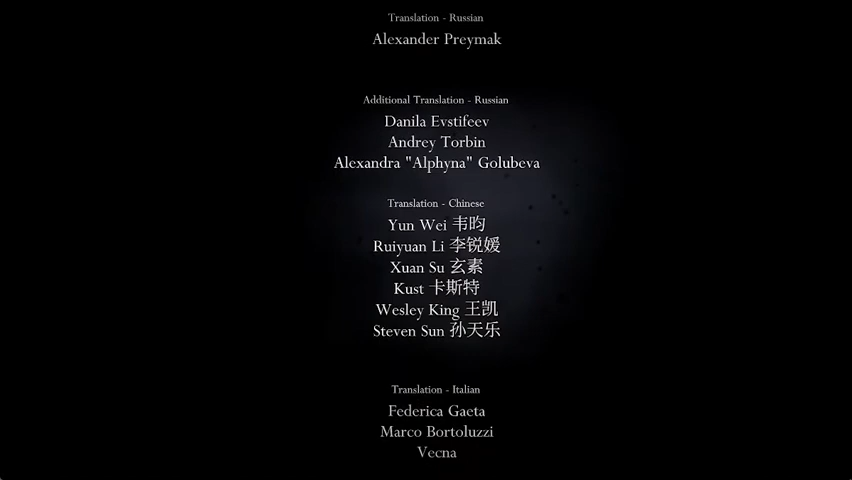 Translation - Russian
Alexander Preymak
Additional Translation - Russian
Danila Evstifeev
Andrey Torbin
Alexandra "Alphyna" Golubeva
Translation - Chinese
Yun Wei 韦昀
Ruiyuan Li 李锐媛
Xuan Su 玄素
Kust 卡斯特
Wesley King 王凯
Steven Sun 孙天乐
Translation - Italian
Federica Gaeta
Marco Bortoluzzi
Vecna